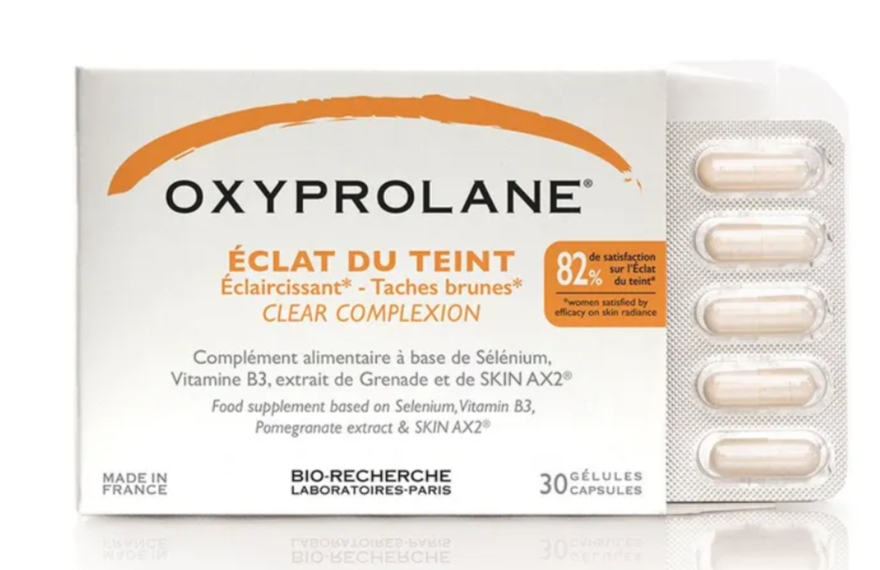 OXYPROLANE®
ÉCLAT DU TEINT
Éclaircissant* - Taches brunes*
CLEAR COMPLEXION
82% de satisfaction
sur l'Éclat
du teint*
*women satisfied by
efficacy on skin radiance
Complément alimentaire à base de Sélénium,
Vitamine B3, extrait de Grenade et de SKIN AX2®
Food supplement based on Selenium, Vitamin B3,
Pomegranate extract & SKIN AX2®
MADE IN
FRANCE
BIO-RECHERCHE
LABORATOIRES-PARIS
30 GÉLULES
CAPSULES